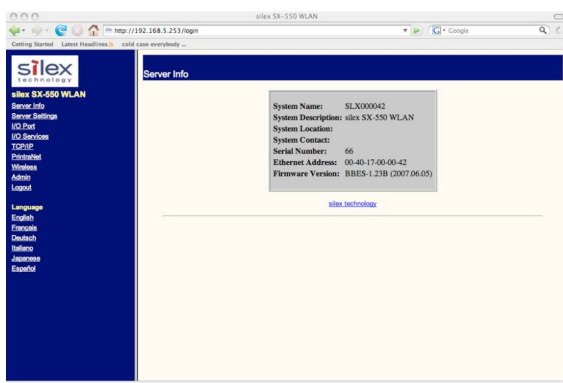 silex SX-550 WLAN
http://192.168.5.253/login
Google
Getting Started Latest Headlines cold case everybody ...
silex
technology
silex SX-550 WLAN
Server Info
Server Settings
I/O Port
I/O Services
TCP/IP
PrintraNet
Wireless
Admin
Logout
Language
English
Français
Deutsch
Italiano
Japanese
Español
Server Info
System Name: SLX000042
System Description: silex SX-550 WLAN
System Location:
System Contact:
Serial Number: 66
Ethernet Address: 00-40-17-00-00-42
Firmware Version: BBES-1.23B (2007.06.05)
silex technology